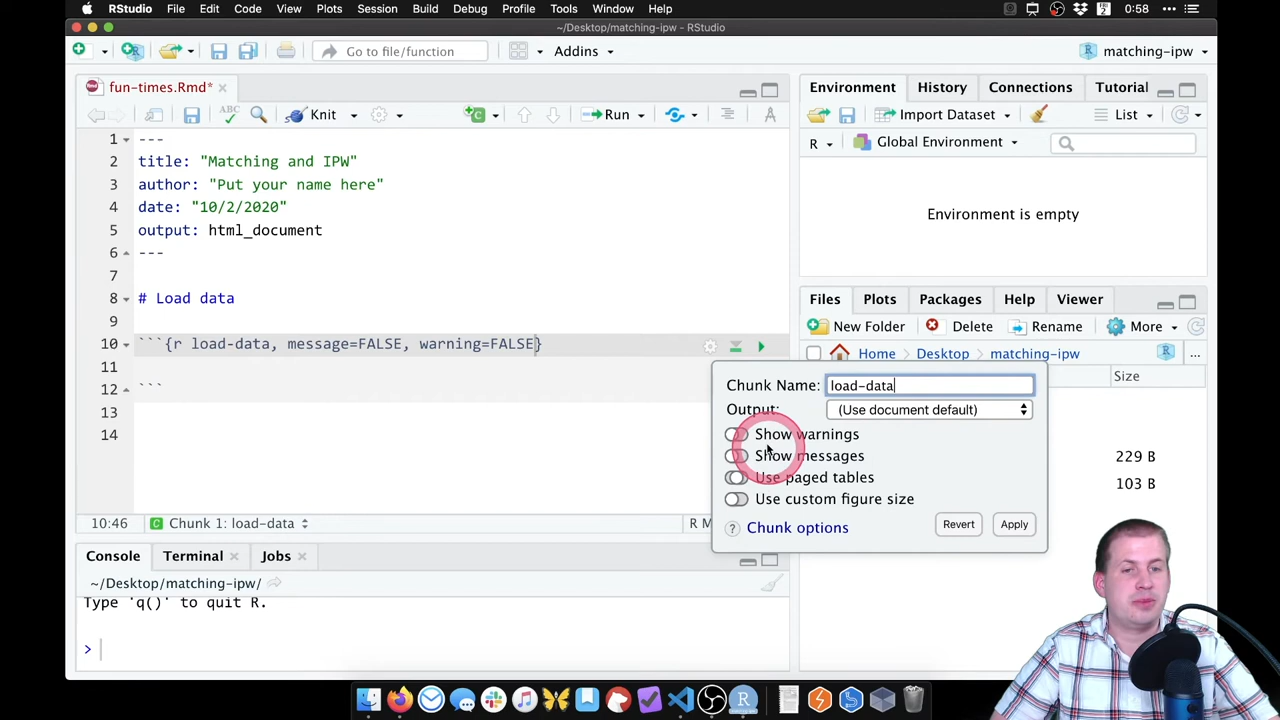 RStudio File Edit Code View Plots Session Build Debug Profile Tools Window Help 0:58
~/Desktop/matching-ipw - RStudio
Go to file/function Addins matching-ipw
fun-times.Rmd*
Knit Run
1 ---
2 title: "Matching and IPW"
3 author: "Put your name here"
4 date: "10/2/2020"
5 output: html_document
6 ---
7
8 # Load data
9
10 ```{r load-data, message=FALSE, warning=FALSE}
11
12 ```
13
14
10:46 Chunk 1: load-data R M
Console Terminal Jobs
~/Desktop/matching-ipw/
Type 'q()' to quit R.
>
Environment History Connections Tutorial
Import Dataset List
R Global Environment
Environment is empty
Files Plots Packages Help Viewer
New Folder Delete Rename More
Home Desktop matching-ipw ...
Size
229 B
103 B
Chunk Name: load-data
Output: (Use document default)
Show warnings
Show messages
Use paged tables
Use custom figure size
? Chunk options Revert Apply